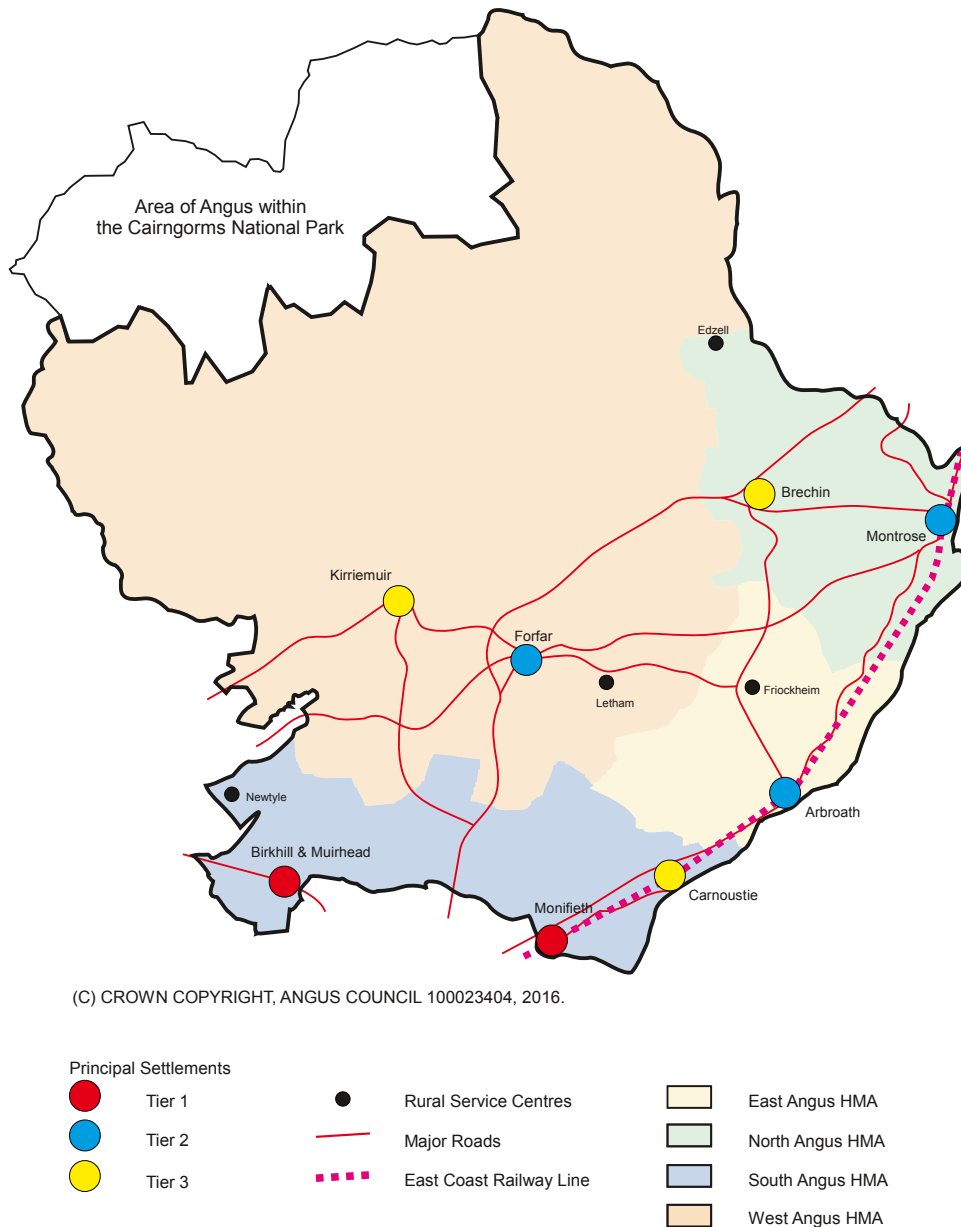 Area of Angus within
the Cairngorms National Park
Edzell
Brechin
Montrose
Kirriemuir
Forfar
Letham
Friockheim
Newtyle
Arbroath
Birkhill & Muirhead
Carnoustie
Monifieth
(C) CROWN COPYRIGHT, ANGUS COUNCIL 100023404, 2016.
Principal Settlements
Tier 1
Tier 2
Tier 3
Rural Service Centres
Major Roads
East Coast Railway Line
East Angus HMA
North Angus HMA
South Angus HMA
West Angus HMA